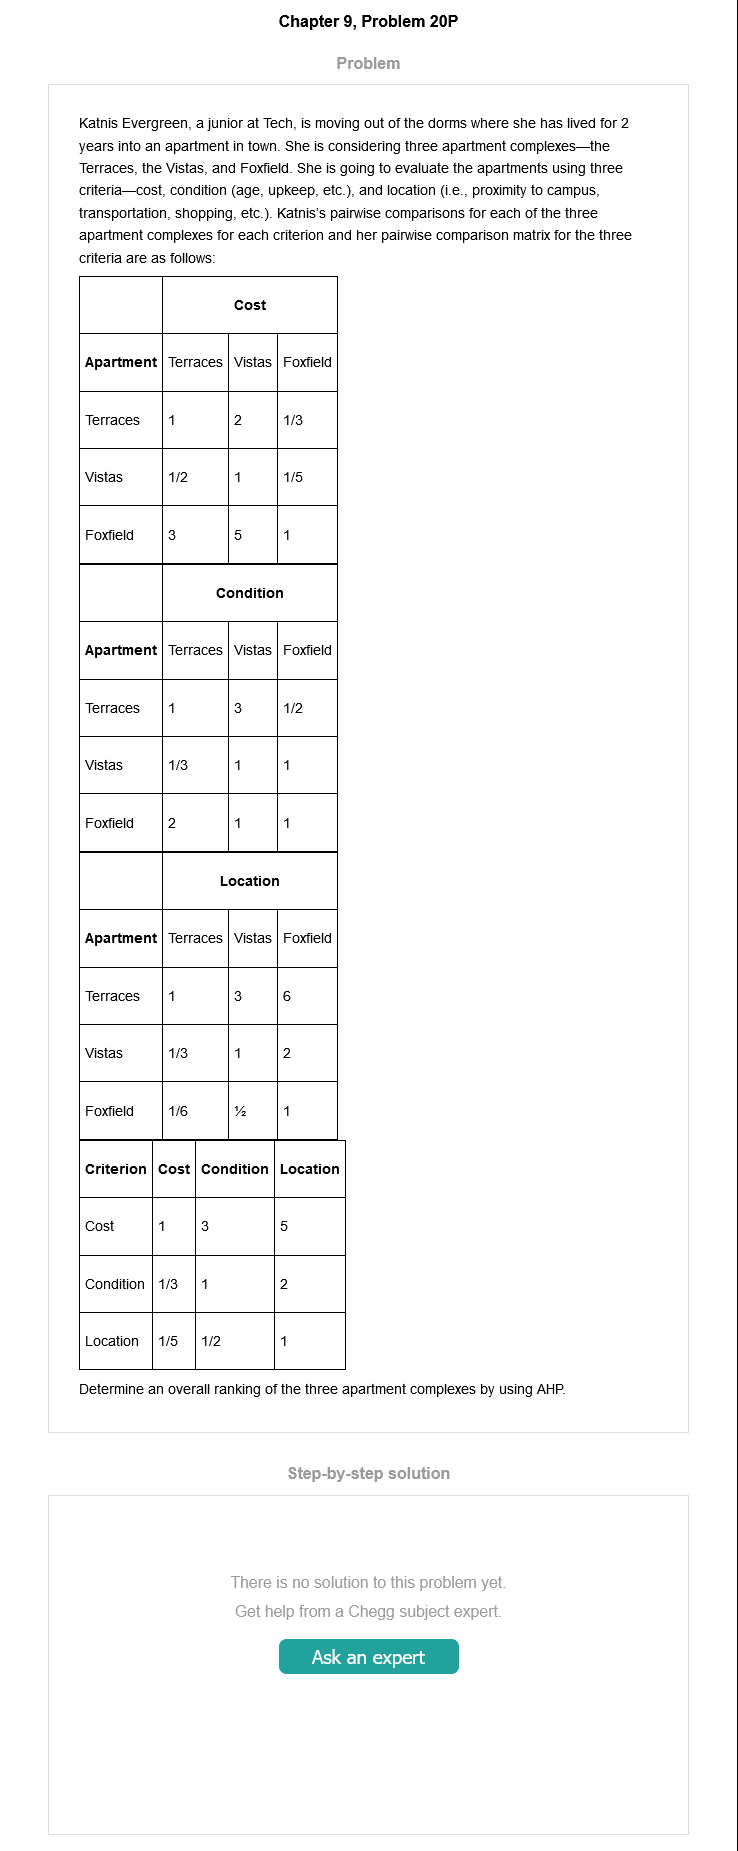 Chapter 9, Problem 20P
Problem
Katnis Evergreen, a junior at Tech, is moving out of the dorms where she has lived for 2
years into an apartment in town. She is considering three apartment complexes—the
Terraces, the Vistas, and Foxfield. She is going to evaluate the apartments using three
criteria—cost, condition (age, upkeep, etc.), and location (i.e., proximity to campus,
transportation, shopping, etc.). Katnis's pairwise comparisons for each of the three
apartment complexes for each criterion and her pairwise comparison matrix for the three
criteria are as follows:
Cost
Apartment Terraces Vistas Foxfield
Terraces 1 2 1/3
Vistas 1/2 1 1/5
Foxfield 3 5 1
Condition
Apartment Terraces Vistas Foxfield
Terraces 1 3 1/2
Vistas 1/3 1 1
Foxfield 2 1 1
Location
Apartment Terraces Vistas Foxfield
Terraces 1 3 6
Vistas 1/3 1 2
Foxfield 1/6 ½ 1
Criterion Cost Condition Location
Cost 1 3 5
Condition 1/3 1 2
Location 1/5 1/2 1
Determine an overall ranking of the three apartment complexes by using AHP.
Step-by-step solution
There is no solution to this problem yet.
Get help from a Chegg subject expert.
Ask an expert